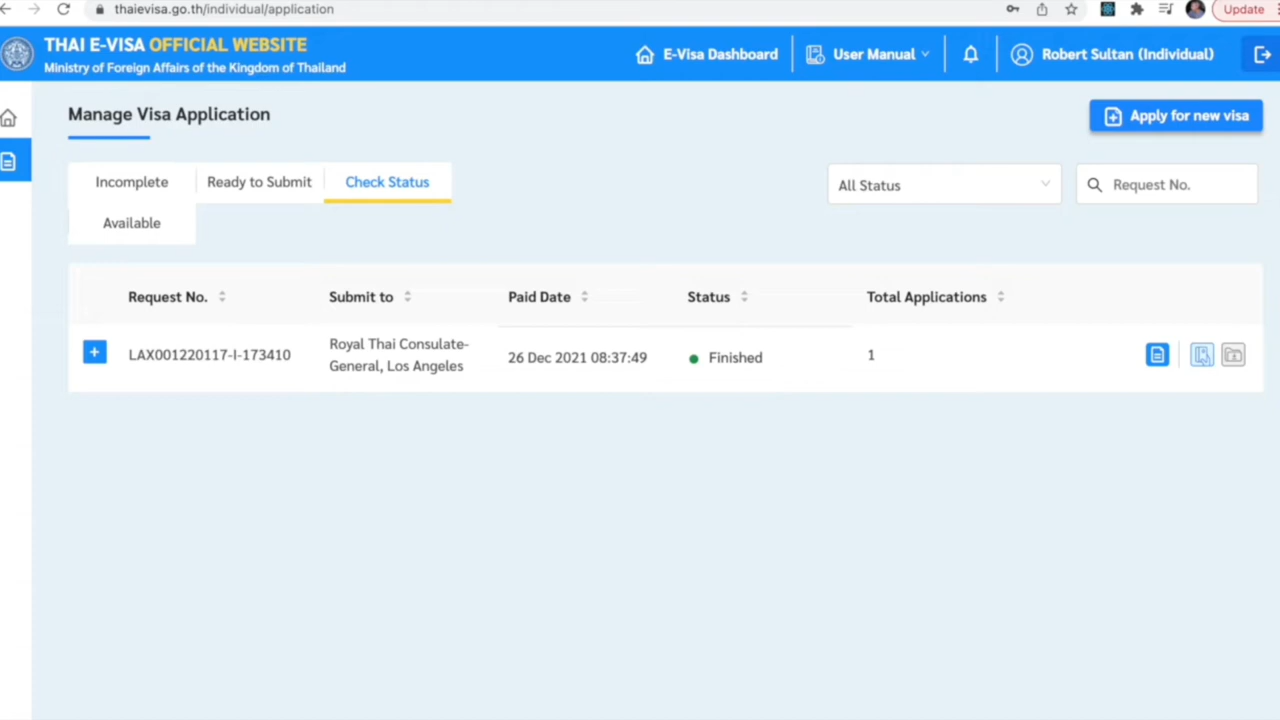 thaievisa.go.th/individual/application
Update
THAI E-VISA OFFICIAL WEBSITE
Ministry of Foreign Affairs of the Kingdom of Thailand
E-Visa Dashboard
User Manual
Robert Sultan (Individual)
Manage Visa Application
Apply for new visa
Incomplete
Ready to Submit
Check Status
All Status
Request No.
Available
Request No.
Submit to
Paid Date
Status
Total Applications
LAX001220117-I-173410
Royal Thai Consulate-
General, Los Angeles
26 Dec 2021 08:37:49
Finished
1